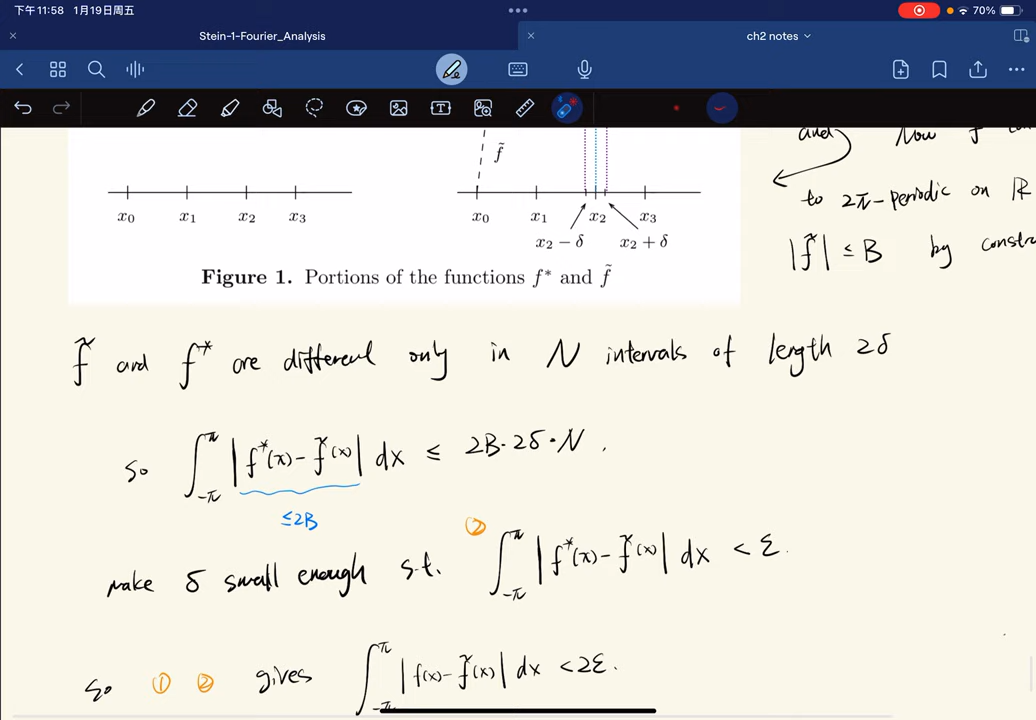 下午11:58 1月19日周五
70%
Stein-1-Fourier_Analysis
ch2 notes
f̃
x₀ x₁ x₂ x₃
x₀ x₁ x₂ x₃
x₂ − δ x₂ + δ
Figure 1. Portions of the functions f* and f̃
and Now f
to 2π-periodic on ℝ
|f̃| ≤ B by constr
f̃ and f* are different only in N intervals of length 2δ
so ∫_{-π}^{π} |f*(x) - f̃(x)| dx ≤ 2B·2δ·N.
≤2B
make δ small enough s.t. ② ∫_{-π}^{π} |f*(x) - f̃(x)| dx < ε.
so ① ② gives ∫_{-π}^{π} |f(x) - f̃(x)| dx < 2ε.